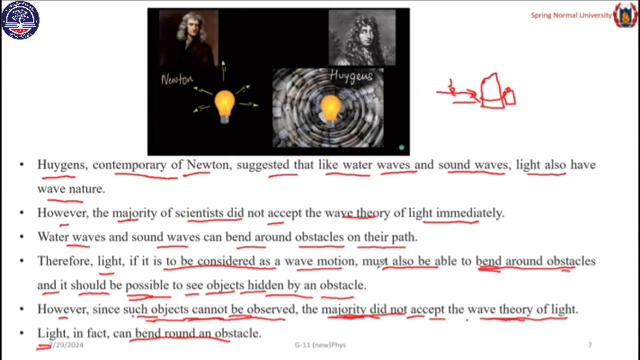 Spring Normal University
Newton
Huygens
• Huygens, contemporary of Newton, suggested that like water waves and sound waves, light also have
wave nature.
• However, the majority of scientists did not accept the wave theory of light immediately.
• Water waves and sound waves can bend around obstacles on their path.
• Therefore, light, if it is to be considered as a wave motion, must also be able to bend around obstacles
and it should be possible to see objects hidden by an obstacle.
• However, since such objects cannot be observed, the majority did not accept the wave theory of light.
• Light, in fact, can bend round an obstacle.
/29/2024
G-11 (new)Phys
7